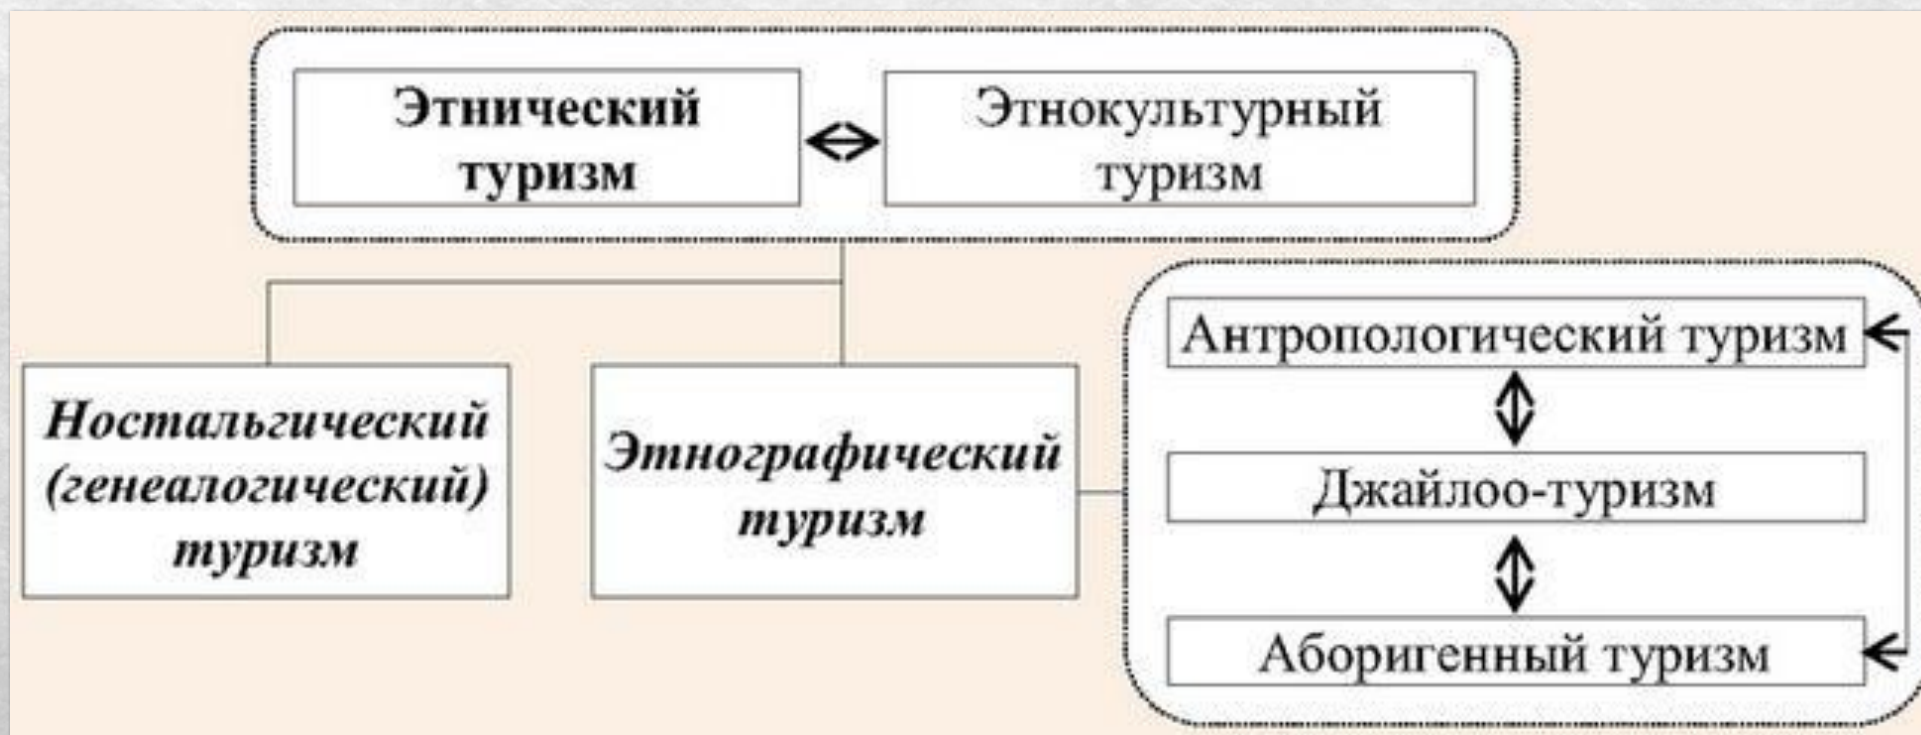 Этнический
туризм
Этнокультурный
туризм
Антропологический туризм
Ностальгический
(генеалогический)
туризм
Этнографический
туризм
Джайлоо-туризм
Аборигенный туризм